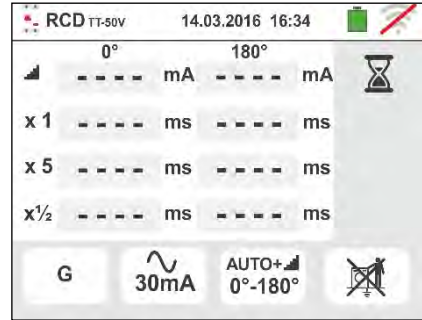 RCD TT-50V 14.03.2016 16:34
0° 180°
---- mA ---- mA
x 1 ---- ms ---- ms
x 5 ---- ms ---- ms
x½ ---- ms ---- ms
G 30mA AUTO+ 0°-180°